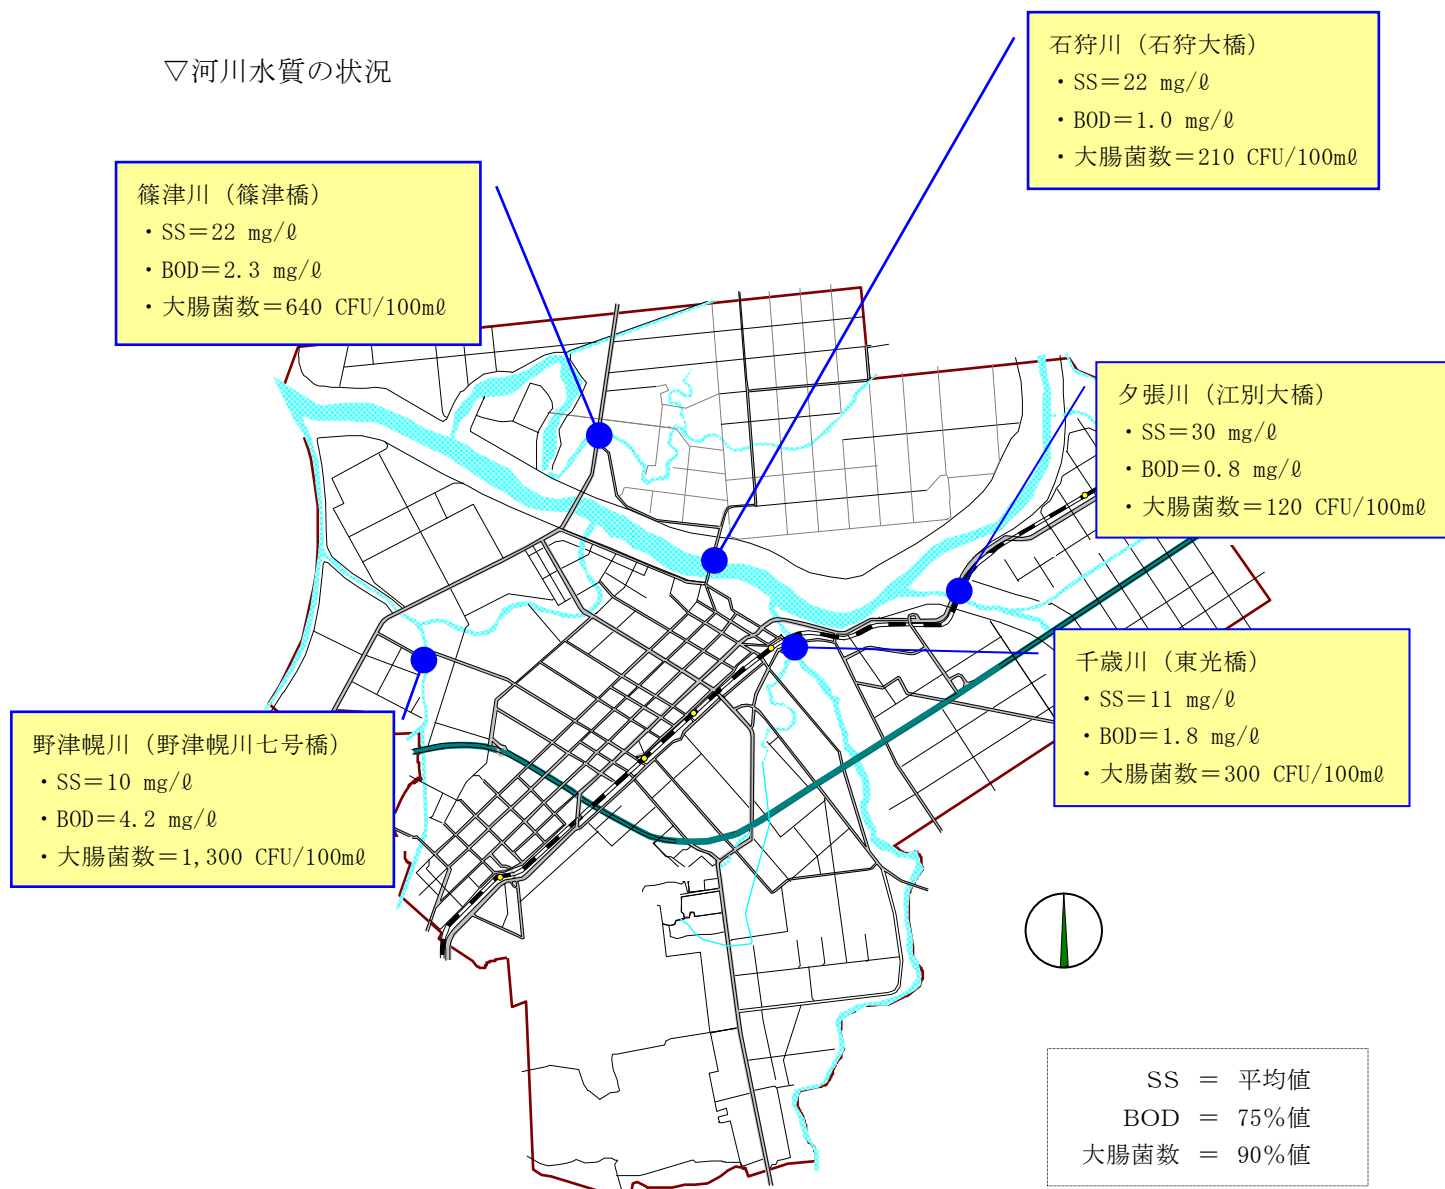 ▽河川水質の状況
石狩川（石狩大橋）
・SS＝22 mg/ℓ
・BOD＝1.0 mg/ℓ
・大腸菌数＝210 CFU/100mℓ
篠津川（篠津橋）
・SS＝22 mg/ℓ
・BOD＝2.3 mg/ℓ
・大腸菌数＝640 CFU/100mℓ
夕張川（江別大橋）
・SS＝30 mg/ℓ
・BOD＝0.8 mg/ℓ
・大腸菌数＝120 CFU/100mℓ
千歳川（東光橋）
・SS＝11 mg/ℓ
・BOD＝1.8 mg/ℓ
・大腸菌数＝300 CFU/100mℓ
野津幌川（野津幌川七号橋）
・SS＝10 mg/ℓ
・BOD＝4.2 mg/ℓ
・大腸菌数＝1,300 CFU/100mℓ
SS ＝ 平均値
BOD ＝ 75%値
大腸菌数 ＝ 90%値